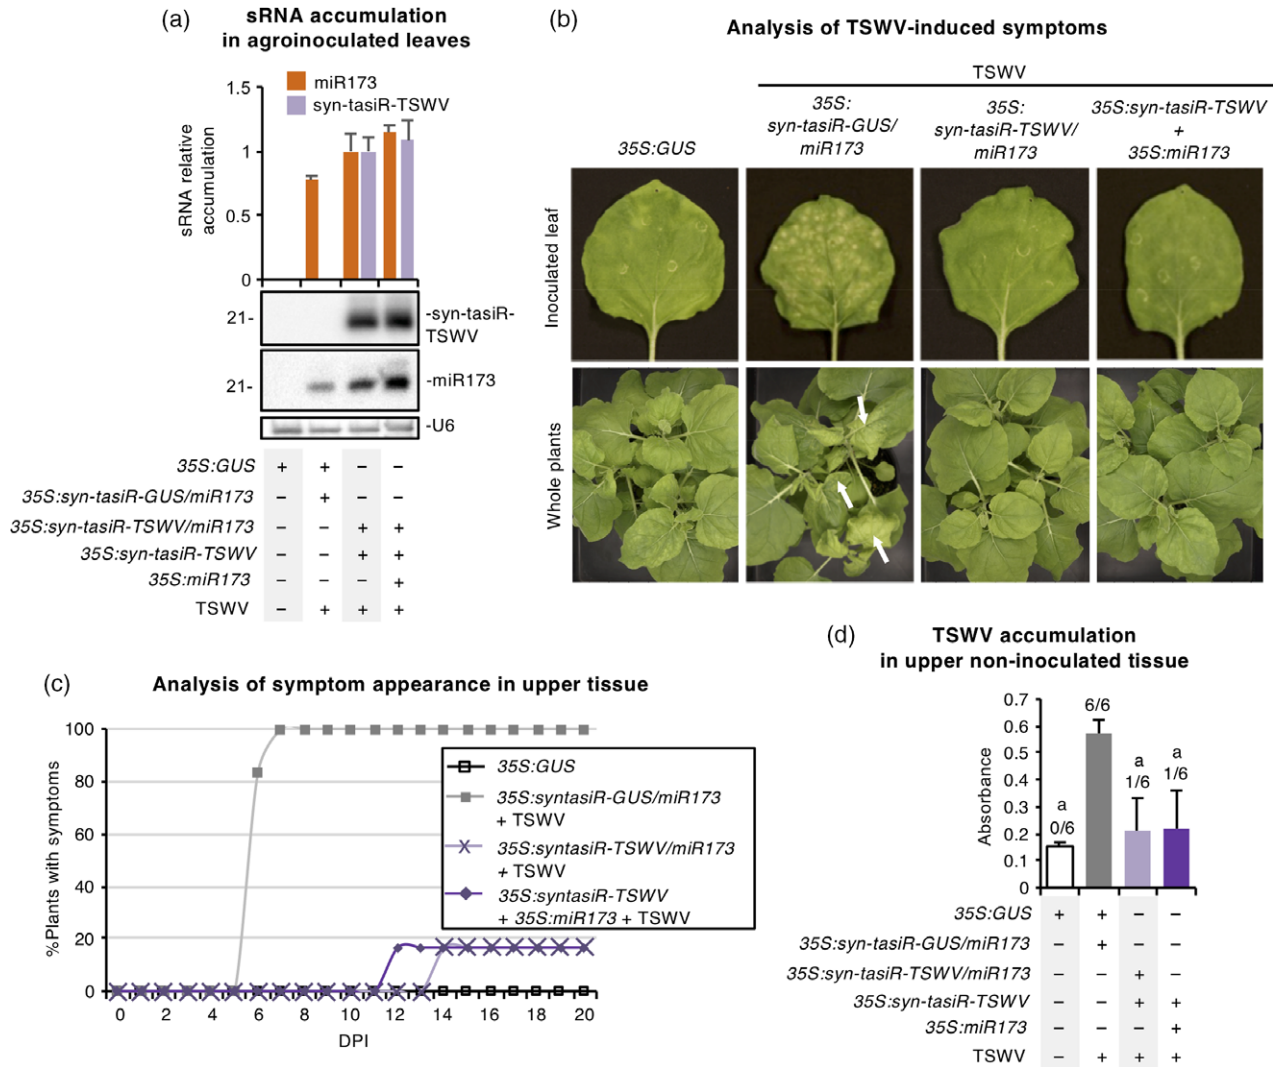 (a)
sRNA accumulation
in agroinoculated leaves
1.5
1
0.5
0
sRNA relative
accumulation
miR173
syn-tasiR-TSWV
21-
-syn-tasiR-
TSWV
21-
-miR173
-U6
35S:GUS + + – –
35S:syn-tasiR-GUS/miR173 – + – –
35S:syn-tasiR-TSWV/miR173 – – + +
35S:syn-tasiR-TSWV – – + +
35S:miR173 – – – +
TSWV – + + +
(b)
Analysis of TSWV-induced symptoms
TSWV
35S:GUS
35S:
syn-tasiR-GUS/
miR173
35S:
syn-tasiR-TSWV/
miR173
35S:syn-tasiR-TSWV
+
35S:miR173
Inoculated leaf
Whole plants
(c)
Analysis of symptom appearance in upper tissue
100
80
60
40
20
0
%Plants with symptoms
0 2 4 6 8 10 12 14 16 18 20
DPI
35S:GUS
35S:syntasiR-GUS/miR173
+ TSWV
35S:syntasiR-TSWV/miR173
+ TSWV
35S:syntasiR-TSWV
+ 35S:miR173 + TSWV
(d)
TSWV accumulation
in upper non-inoculated tissue
0.7
0.6
0.5
0.4
0.3
0.2
0.1
0
Absorbance
a
0/6
6/6
a
1/6
a
1/6
35S:GUS + + – –
35S:syn-tasiR-GUS/miR173 – + – –
35S:syn-tasiR-TSWV/miR173 – – + –
35S:syn-tasiR-TSWV – – + +
35S:miR173 – – – +
TSWV – + + +